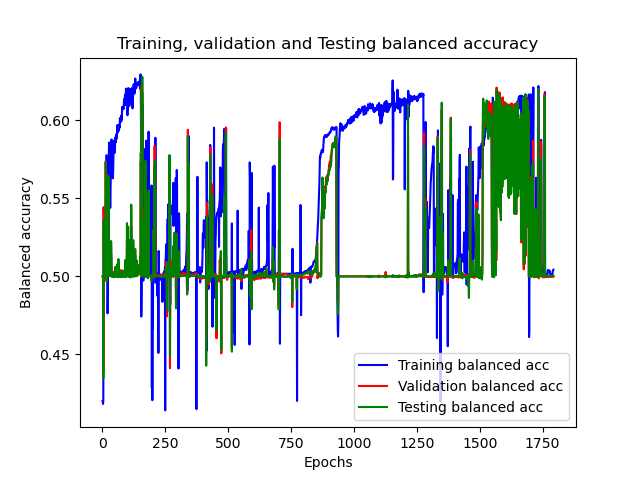 Training, validation and Testing balanced accuracy
Balanced accuracy
0.60
0.55
0.50
0.45
Training balanced acc
Validation balanced acc
Testing balanced acc
0 250 500 750 1000 1250 1500 1750
Epochs